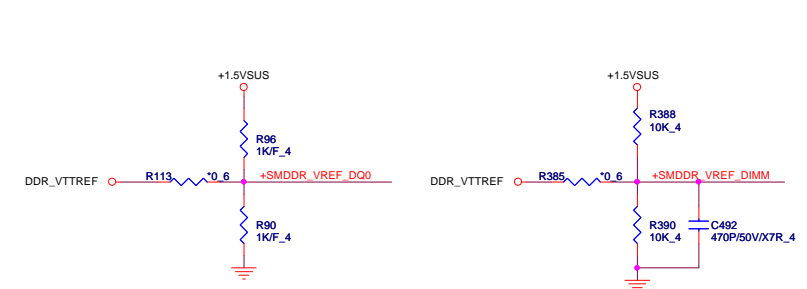 +1.5VSUS
R96
1K/F_4
DDR_VTTREF
R113
*0_6
+SMDDR_VREF_DQ0
R90
1K/F_4
+1.5VSUS
R388
10K_4
DDR_VTTREF
R385
*0_6
+SMDDR_VREF_DIMM
R390
10K_4
C492
470P/50V/X7R_4